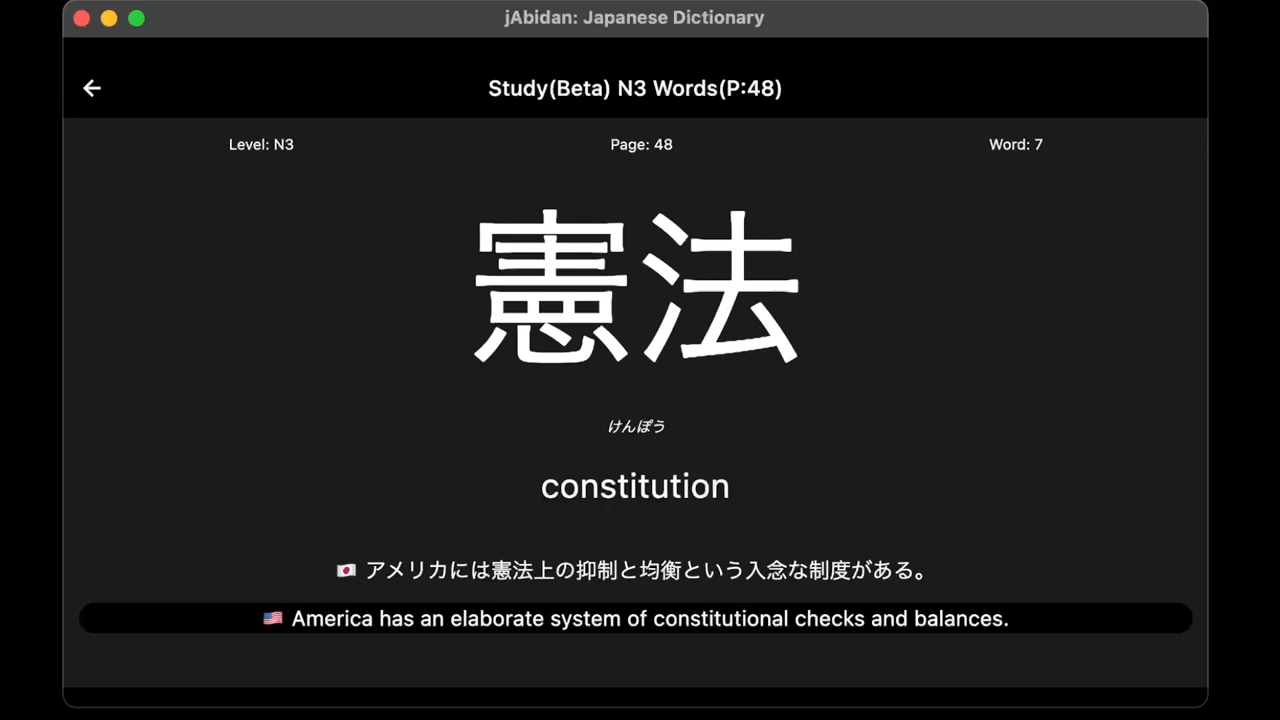 jAbidan: Japanese Dictionary
Study(Beta) N3 Words(P:48)
Level: N3 Page: 48 Word: 7
憲法
けんぽう
constitution
🇯🇵 アメリカには憲法上の抑制と均衡という入念な制度がある。
🇺🇸 America has an elaborate system of constitutional checks and balances.